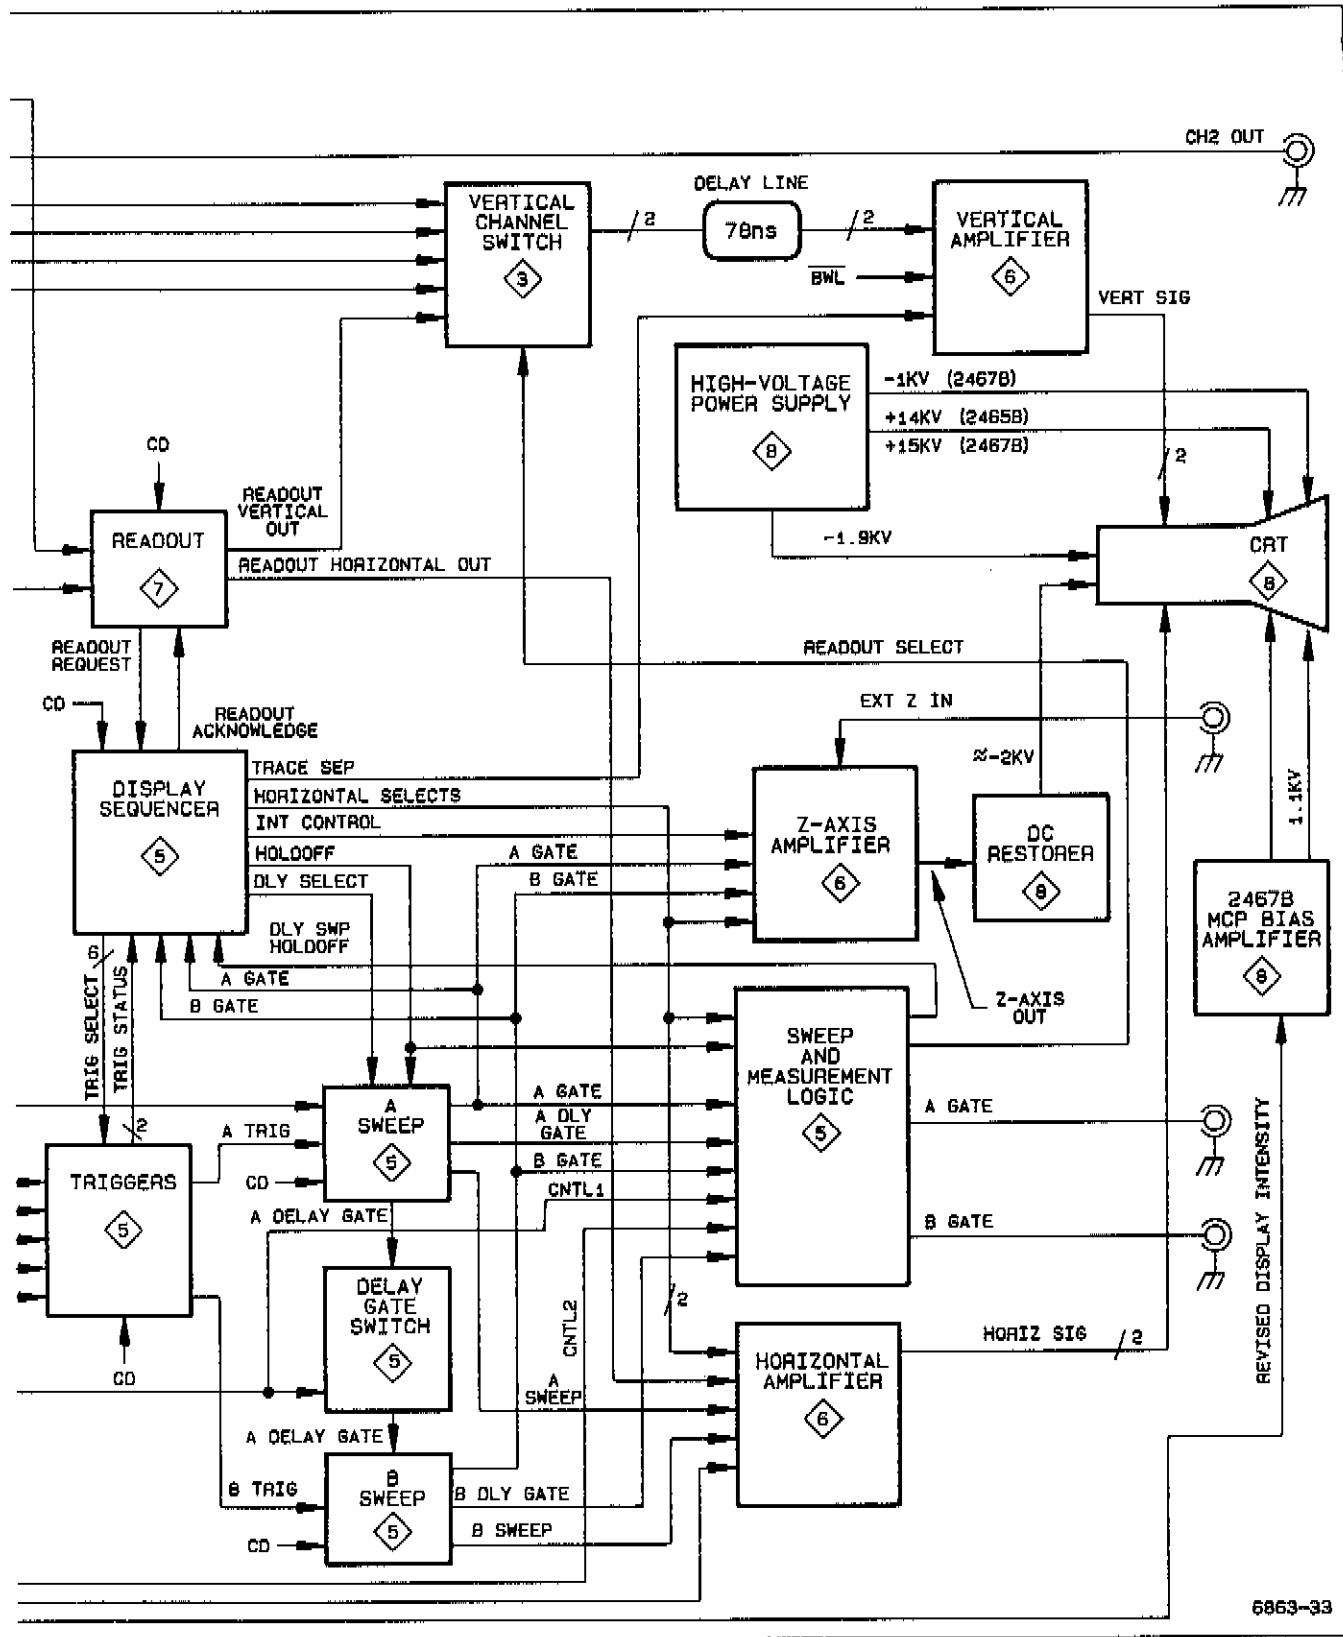 CH2 OUT
DELAY LINE
VERTICAL
CHANNEL
SWITCH
3
2
78ns
2
VERTICAL
AMPLIFIER
6
BWL
VERT SIG
HIGH-VOLTAGE
POWER SUPPLY
8
-1KV (2467B)
+14KV (2465B)
+15KV (2467B)
2
CD
READOUT
VERTICAL
OUT
READOUT
7
-1.9KV
CRT
8
READOUT HORIZONTAL OUT
READOUT
REQUEST
READOUT SELECT
CD
READOUT
ACKNOWLEDGE
EXT Z IN
≈-2KV
1.1KV
DISPLAY
SEQUENCER
5
TRACE SEP
HORIZONTAL SELECTS
INT CONTROL
HOLDOFF
DLY SELECT
A GATE
B GATE
Z-AXIS
AMPLIFIER
6
DC
RESTORER
8
2467B
MCP BIAS
AMPLIFIER
8
DLY SWP
HOLDOFF
6
A GATE
B GATE
TRIG SELECT
TRIG STATUS
2
Z-AXIS
OUT
SWEEP
AND
MEASUREMENT
LOGIC
5
A
SWEEP
5
A GATE
A DLY
GATE
B GATE
CNTL1
A GATE
A TRIG
CD
TRIGGERS
5
A DELAY GATE
B GATE
REVISED DISPLAY INTENSITY
DELAY
GATE
SWITCH
5
CNTL2
2
CD
HORIZONTAL
AMPLIFIER
6
HORIZ SIG
2
A
SWEEP
A DELAY GATE
B TRIG
B
SWEEP
5
B DLY GATE
B SWEEP
CD
6863-33